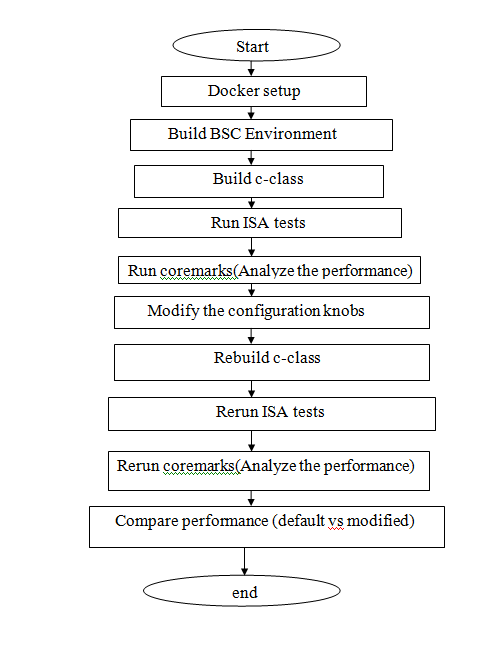 Start
Docker setup
Build BSC Environment
Build c-class
Run ISA tests
Run coremarks(Analyze the performance)
Modify the configuration knobs
Rebuild c-class
Rerun ISA tests
Rerun coremarks(Analyze the performance)
Compare performance (default vs modified)
end